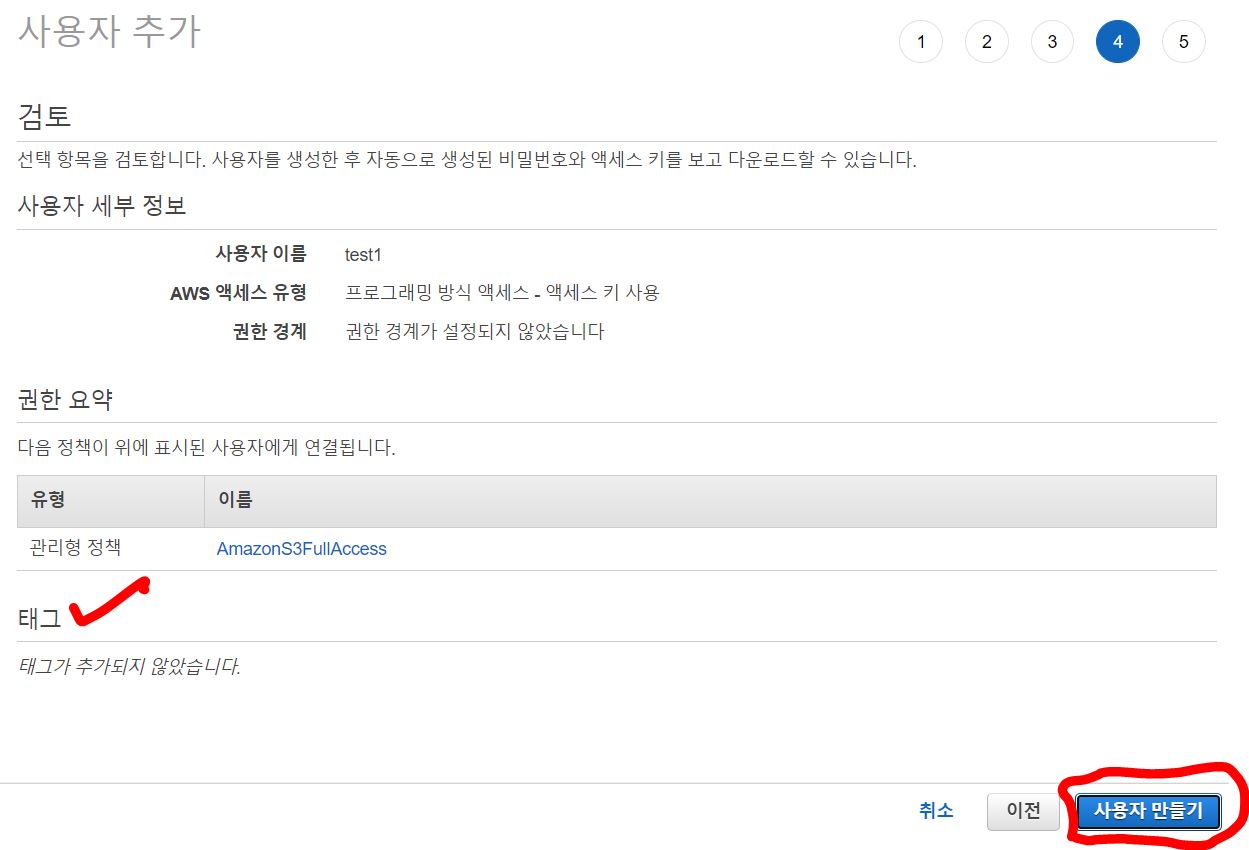 사용자 추가
1 2 3 4 5
검토
선택 항목을 검토합니다. 사용자를 생성한 후 자동으로 생성된 비밀번호와 액세스 키를 보고 다운로드할 수 있습니다.
사용자 세부 정보
사용자 이름 test1
AWS 액세스 유형 프로그래밍 방식 액세스 - 액세스 키 사용
권한 경계 권한 경계가 설정되지 않았습니다
권한 요약
다음 정책이 위에 표시된 사용자에게 연결됩니다.
유형 이름
관리형 정책 AmazonS3FullAccess
태그
태그가 추가되지 않았습니다.
취소 이전 사용자 만들기